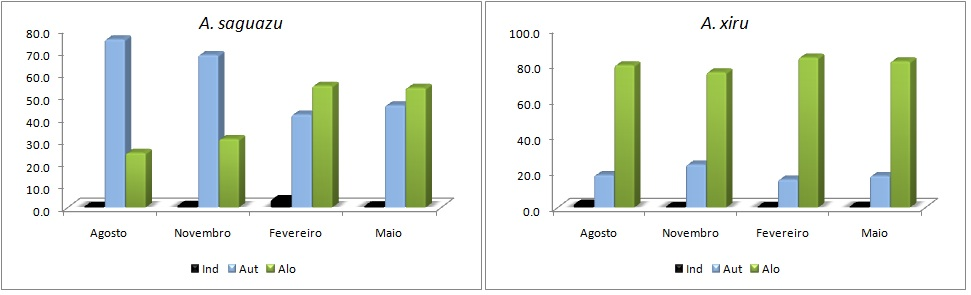 A. saguazu
80.0
70.0
60.0
50.0
40.0
30.0
20.0
10.0
0.0
Agosto Novembro Fevereiro Maio
Ind Aut Alo
A. xiru
100.0
80.0
60.0
40.0
20.0
0.0
Agosto Novembro Fevereiro Maio
Ind Aut Alo